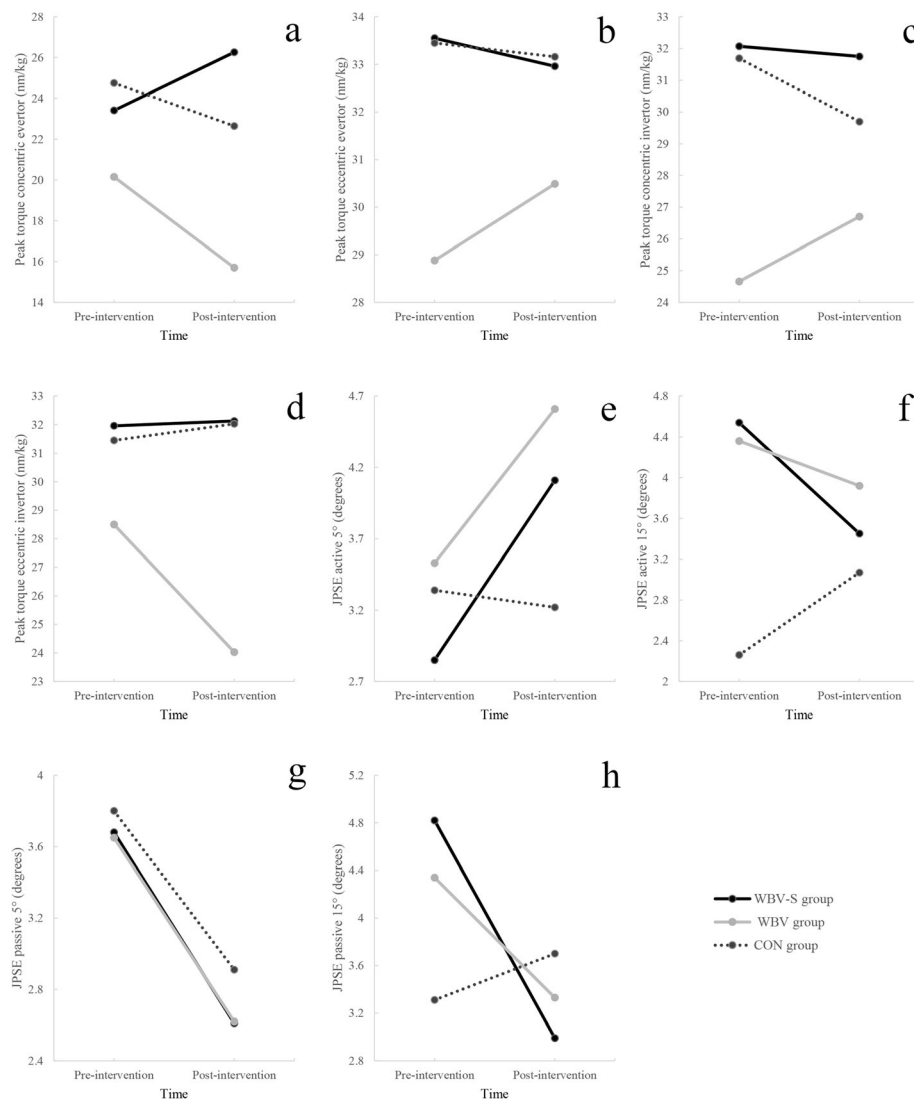 a
Peak torque concentric evertor (nm/kg)
28
26
24
22
20
18
16
14
Pre-intervention Post-intervention
Time
b
Peak torque eccentric evertor (nm/kg)
34
33
32
31
30
29
28
Pre-intervention Post-intervention
Time
c
Peak torque concentric invertor (nm/kg)
33
32
31
30
29
28
27
26
25
24
Pre-intervention Post-intervention
Time
d
Peak torque eccentric invertor (nm/kg)
33
32
31
30
29
28
27
26
25
24
23
Pre-intervention Post-intervention
Time
e
JPSE active 5° (degrees)
4.7
4.2
3.7
3.2
2.7
Pre-intervention Post-intervention
Time
f
JPSE active 15° (degrees)
4.8
4.4
4
3.6
3.2
2.8
2.4
2
Pre-intervention Post-intervention
Time
g
JPSE passive 5° (degrees)
4
3.6
3.2
2.8
2.4
Pre-intervention Post-intervention
Time
h
JPSE passive 15° (degrees)
5.2
4.8
4.4
4
3.6
3.2
2.8
Pre-intervention Post-intervention
Time
WBV-S group
WBV group
CON group